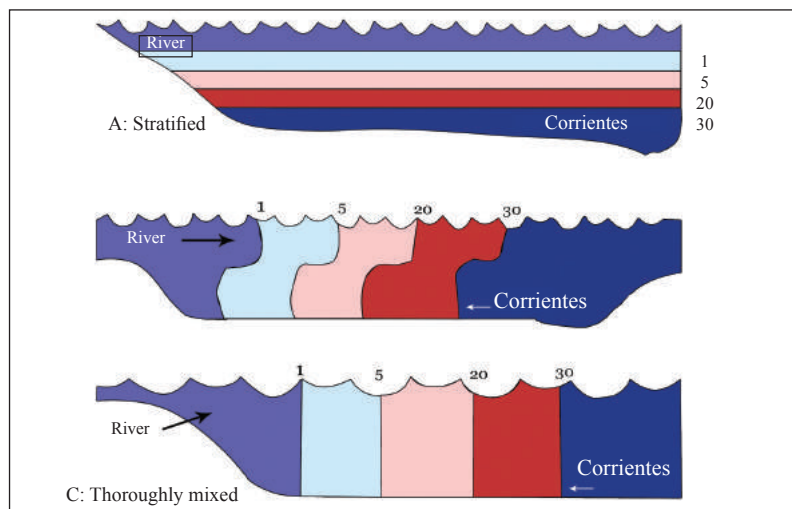 River
1
5
20
A: Stratified
Corrientes
30
1 5 20 30
River
Corrientes
1 5 20 30
River
Corrientes
C: Thoroughly mixed